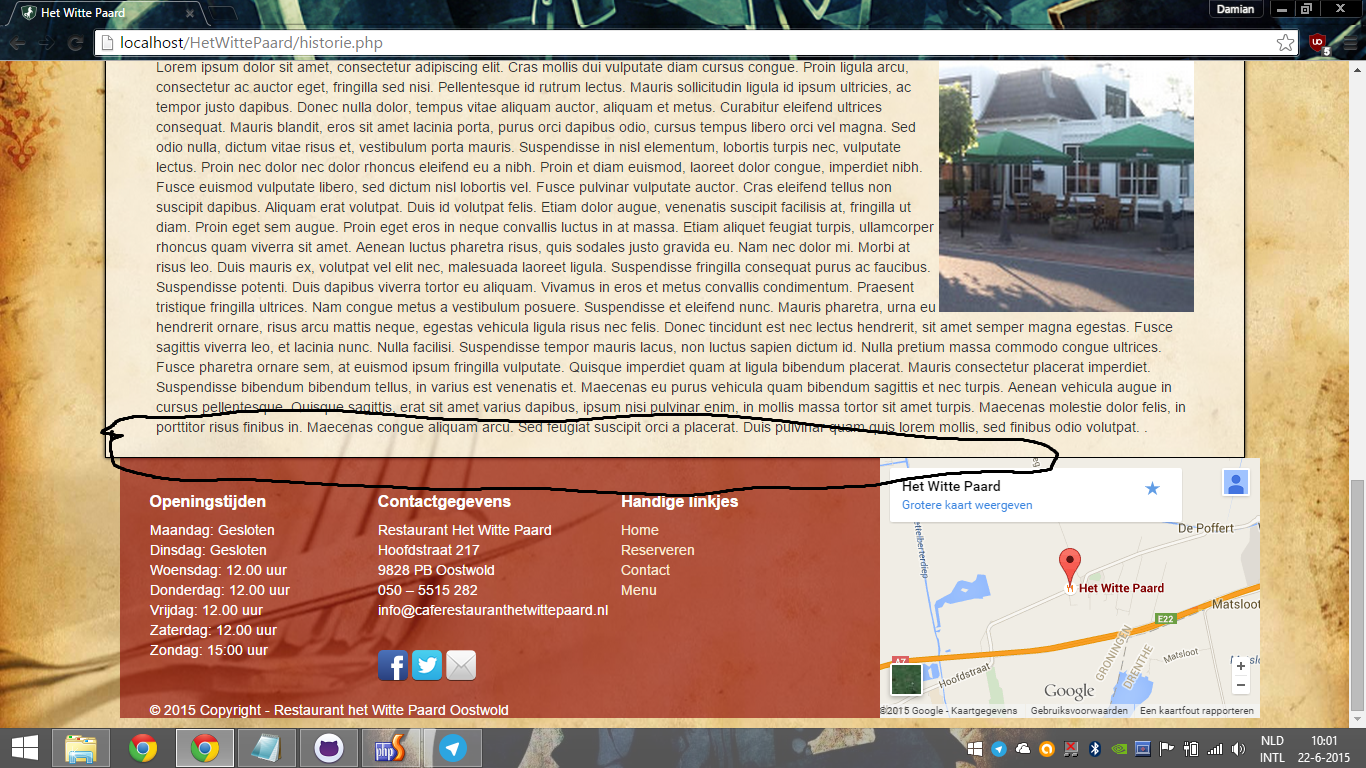 Het Witte Paard
Damian
localhost/HetWittePaard/historie.php
Lorem ipsum dolor sit amet, consectetur adipiscing elit. Cras mollis dui vulputate diam cursus congue. Proin ligula arcu,
consectetur ac auctor eget, fringilla sed nisi. Pellentesque id rutrum lectus. Mauris sollicitudin ligula id ipsum ultricies, ac
tempor justo dapibus. Donec nulla dolor, tempus vitae aliquam auctor, aliquam et metus. Curabitur eleifend ultrices
consequat. Mauris blandit, eros sit amet lacinia porta, purus orci dapibus odio, cursus tempus libero orci vel magna. Sed
odio nulla, dictum vitae risus et, vestibulum porta mauris. Suspendisse in nisl elementum, lobortis turpis nec, vulputate
lectus. Proin nec dolor nec dolor rhoncus eleifend eu a nibh. Proin et diam euismod, laoreet dolor congue, imperdiet nibh.
Fusce euismod vulputate libero, sed dictum nisl lobortis vel. Fusce pulvinar vulputate auctor. Cras eleifend tellus non
suscipit dapibus. Aliquam erat volutpat. Duis id volutpat felis. Etiam dolor augue, venenatis suscipit facilisis at, fringilla ut
diam. Proin eget sem augue. Proin eget eros in neque convallis luctus in at massa. Etiam aliquet feugiat turpis, ullamcorper
rhoncus quam viverra sit amet. Aenean luctus pharetra risus, quis sodales justo gravida eu. Nam nec dolor mi. Morbi at
risus leo. Duis mauris ex, volutpat vel elit nec, malesuada laoreet ligula. Suspendisse fringilla consequat purus ac faucibus.
Suspendisse potenti. Duis dapibus viverra tortor eu aliquam. Vivamus in eros et metus convallis condimentum. Praesent
tristique fringilla ultrices. Nam congue metus a vestibulum posuere. Suspendisse et eleifend nunc. Mauris pharetra, urna eu
hendrerit ornare, risus arcu mattis neque, egestas vehicula ligula risus nec felis. Donec tincidunt est nec lectus hendrerit, sit amet semper magna egestas. Fusce
sagittis viverra leo, et lacinia nunc. Nulla facilisi. Suspendisse tempor mauris lacus, non luctus sapien dictum id. Nulla pretium massa commodo congue ultrices.
Fusce pharetra ornare sem, at euismod ipsum fringilla vulputate. Quisque imperdiet quam at ligula bibendum placerat. Mauris consectetur placerat imperdiet.
Suspendisse bibendum bibendum tellus, in varius est venenatis et. Maecenas eu purus vehicula quam bibendum sagittis et nec turpis. Aenean vehicula augue in
cursus pellentesque. Quisque sagittis, erat sit amet varius dapibus, ipsum nisi pulvinar enim, in mollis massa tortor sit amet turpis. Maecenas molestie dolor felis, in
porttitor risus finibus in. Maecenas congue aliquam arcu. Sed feugiat suscipit orci a placerat. Duis pulvinar quam quis lorem mollis, sed finibus odio volutpat. .
Openingstijden
Maandag: Gesloten
Dinsdag: Gesloten
Woensdag: 12.00 uur
Donderdag: 12.00 uur
Vrijdag: 12.00 uur
Zaterdag: 12.00 uur
Zondag: 15:00 uur
Contactgegevens
Restaurant Het Witte Paard
Hoofdstraat 217
9828 PB Oostwold
050 – 5515 282
info@caferestauranthetwittepaard.nl
Handige linkjes
Home
Reserveren
Contact
Menu
© 2015 Copyright - Restaurant het Witte Paard Oostwold
Het Witte Paard
Grotere kaart weergeven
De Poffert
Het Witte Paard
E22
Matsloot
Matsloot
GRONINGEN
DRENTHE
A7
Hoofdstraat
Google
©2015 Google - Kaartgegevens
Gebruiksvoorwaarden
Een kaartfout rapporteren
+
−
php
NLD
INTL
10:01
22-6-2015